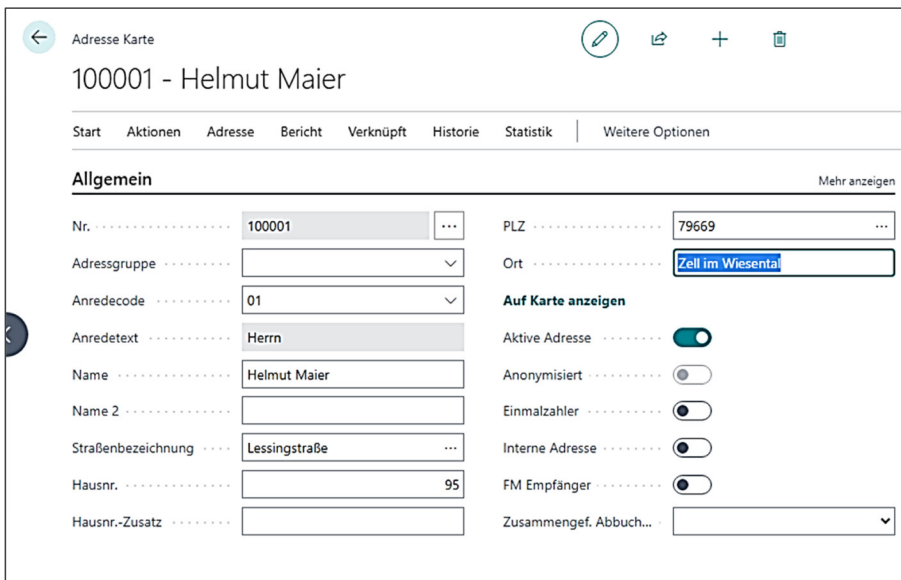 Adresse Karte
100001 - Helmut Maier
Start Aktionen Adresse Bericht Verknüpft Historie Statistik Weitere Optionen
Allgemein
Mehr anzeigen
Nr. 100001 ...
Adressgruppe
Anredecode 01
Anredetext Herrn
Name Helmut Maier
Name 2
Straßenbezeichnung Lessingstraße ...
Hausnr. 95
Hausnr.-Zusatz
PLZ 79669 ...
Ort Zell im Wiesental
Auf Karte anzeigen
Aktive Adresse
Anonymisiert
Einmalzahler
Interne Adresse
FM Empfänger
Zusammengef. Abbuch...